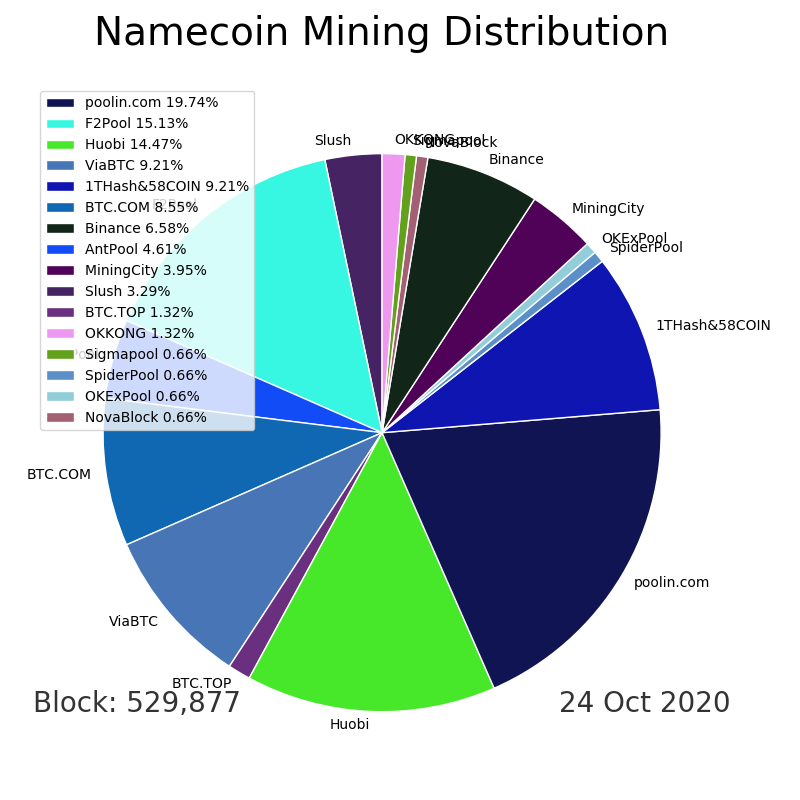 Namecoin Mining Distribution
poolin.com 19.74%
F2Pool 15.13%
Huobi 14.47%
ViaBTC 9.21%
1THash&58COIN 9.21%
BTC.COM 8.55%
Binance 6.58%
AntPool 4.61%
MiningCity 3.95%
Slush 3.29%
BTC.TOP 1.32%
OKKONG 1.32%
Sigmapool 0.66%
SpiderPool 0.66%
OKExPool 0.66%
NovaBlock 0.66%
Slush
OKKONG
Sigmapool
NovaBlock
Binance
MiningCity
OKExPool
SpiderPool
1THash&58COIN
poolin.com
Huobi
BTC.TOP
ViaBTC
BTC.COM
Block: 529,877
24 Oct 2020